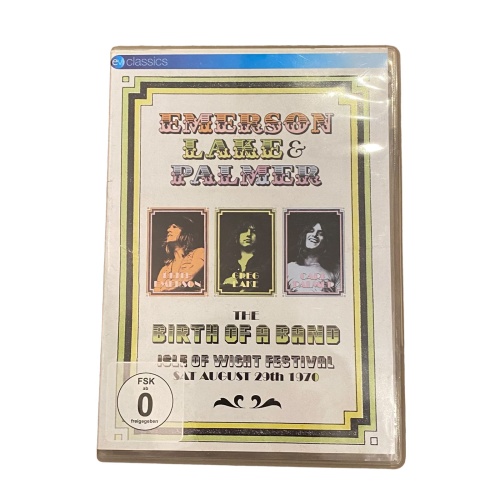 e classics
EMERSON
LAKE &
PALMER
KEITH EMERSON
GREG LAKE
CARL PALMER
THE
BIRTH OF A BAND
ISLE OF WIGHT FESTIVAL
SAT AUGUST 29th 1970
FSK
ab
0
freigegeben